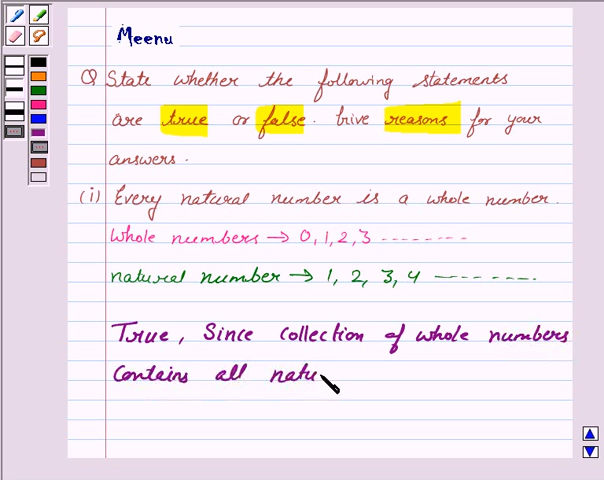 Meenu
Q State whether the following statements
are true or false. Give reasons for your
answers.
(i) Every natural number is a whole number.
Whole numbers → 0, 1, 2, 3 --------
natural number → 1, 2, 3, 4 --------
True, Since collection of whole numbers
Contains all natu